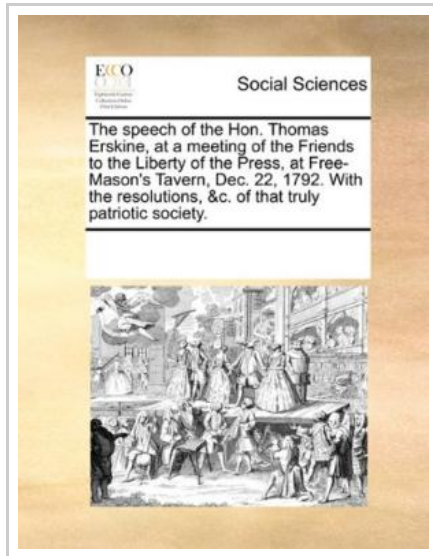 ECCO
Social Sciences
The speech of the Hon. Thomas
Erskine, at a meeting of the Friends
to the Liberty of the Press, at Free-
Mason's Tavern, Dec. 22, 1792. With
the resolutions, &c. of that truly
patriotic society.